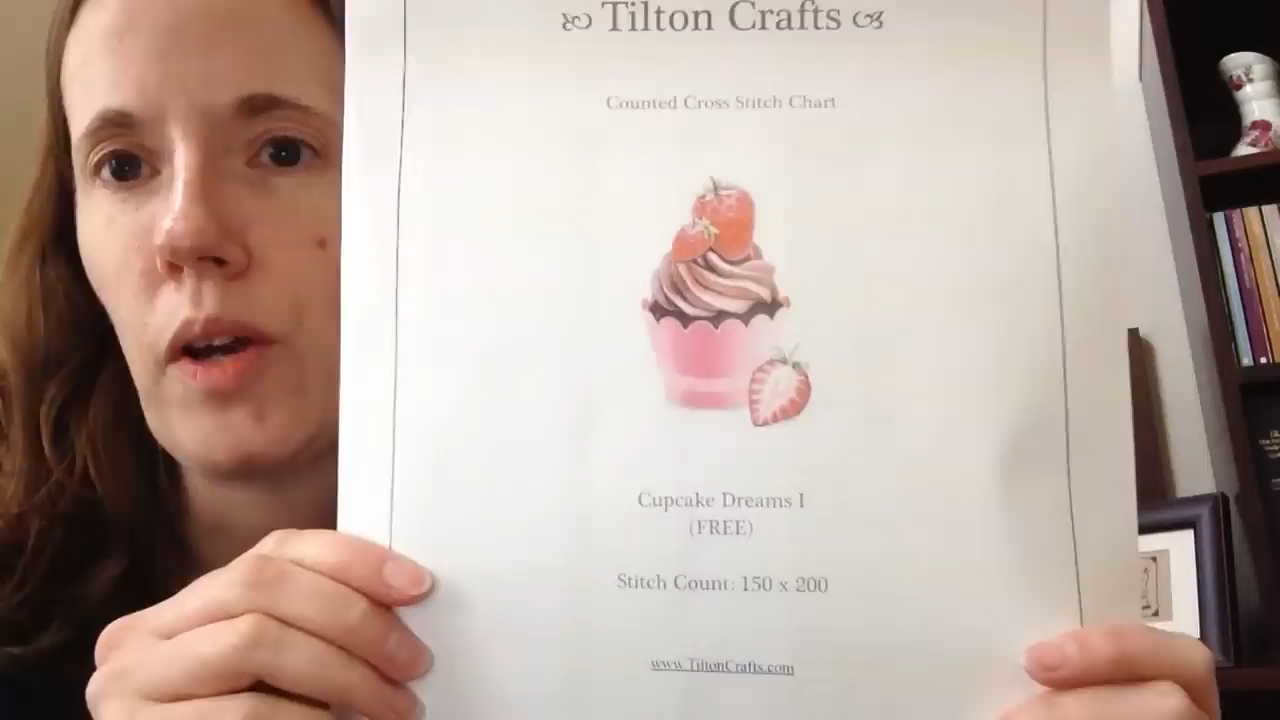 Tilton Crafts
Counted Cross Stitch Chart
Cupcake Dreams I
(FREE)
Stitch Count: 150 x 200
www.TiltonCrafts.com